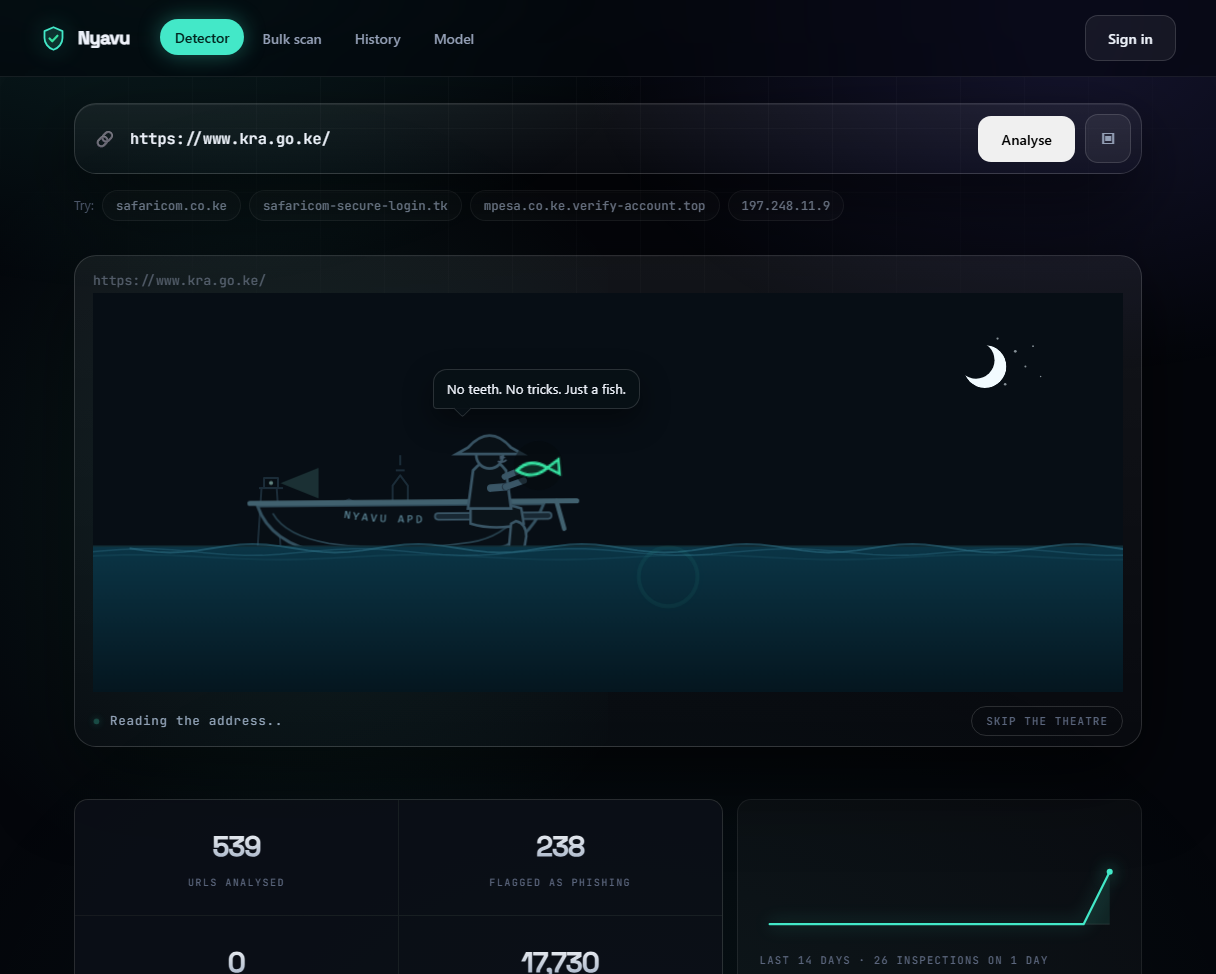 Nyavu
Detector
Bulk scan
History
Model
Sign in
https://www.kra.go.ke/
Analyse
Try:
safaricom.co.ke
safaricom-secure-login.tk
mpesa.co.ke.verify-account.top
197.248.11.9
https://www.kra.go.ke/
No teeth. No tricks. Just a fish.
NYAVU APD
Reading the address..
SKIP THE THEATRE
539
URLS ANALYSED
238
FLAGGED AS PHISHING
0
17,730
LAST 14 DAYS · 26 INSPECTIONS ON 1 DAY